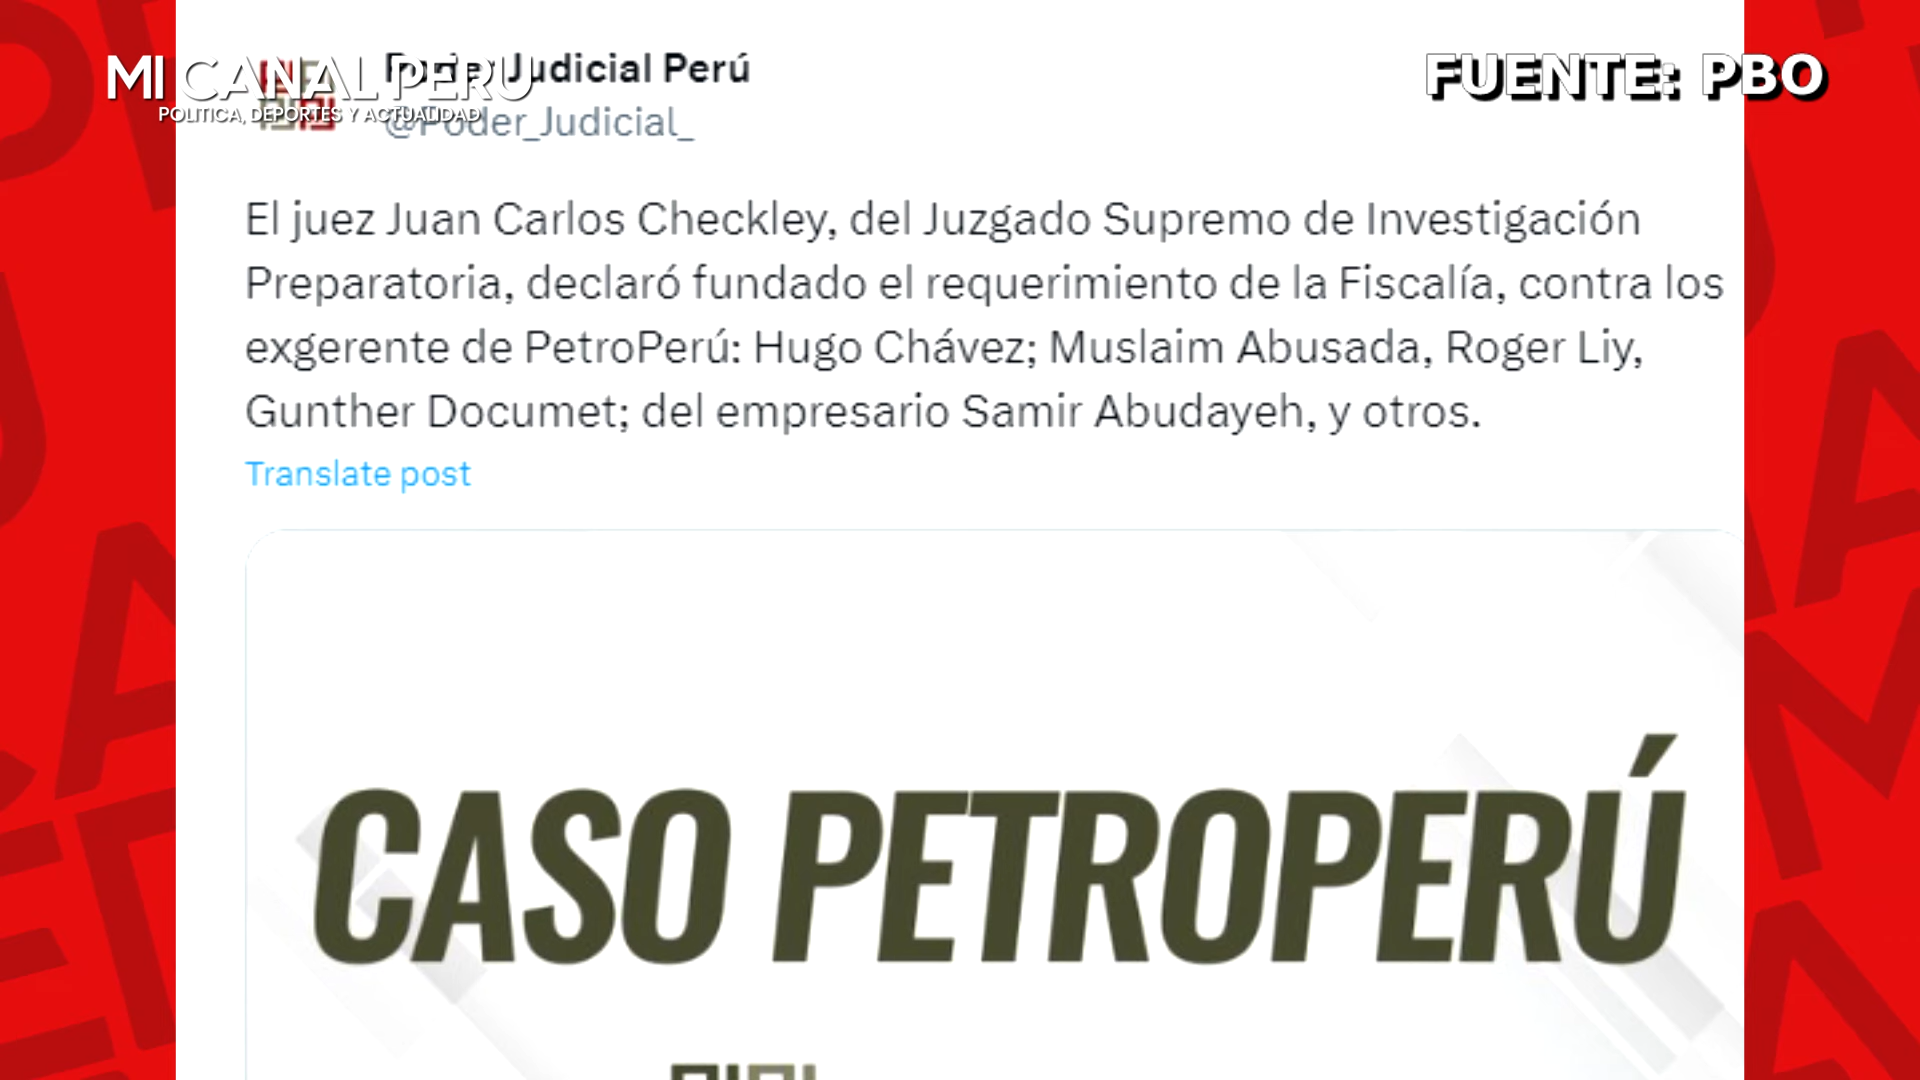 MI CANAL PERU
POLITICA, DEPORTES Y ACTUALIDAD
FUENTE: PBO
Poder Judicial Perú
@Poder_Judicial_
El juez Juan Carlos Checkley, del Juzgado Supremo de Investigación
Preparatoria, declaró fundado el requerimiento de la Fiscalía, contra los
exgerente de PetroPerú: Hugo Chávez; Muslaim Abusada, Roger Liy,
Gunther Documet; del empresario Samir Abudayeh, y otros.
Translate post
CASO PETROPERÚ